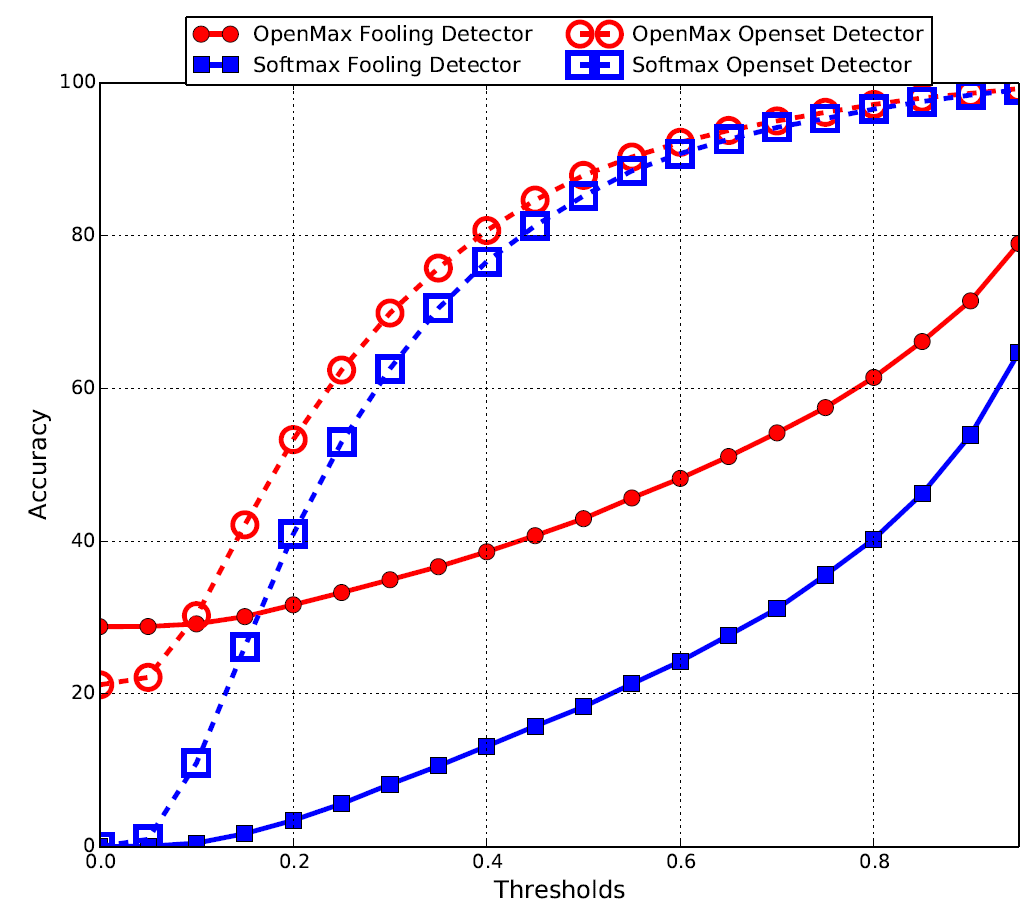 OpenMax Fooling Detector OpenMax Openset Detector
Softmax Fooling Detector Softmax Openset Detector
100
80
60
40
20
0
Accuracy
0.0 0.2 0.4 0.6 0.8
Thresholds